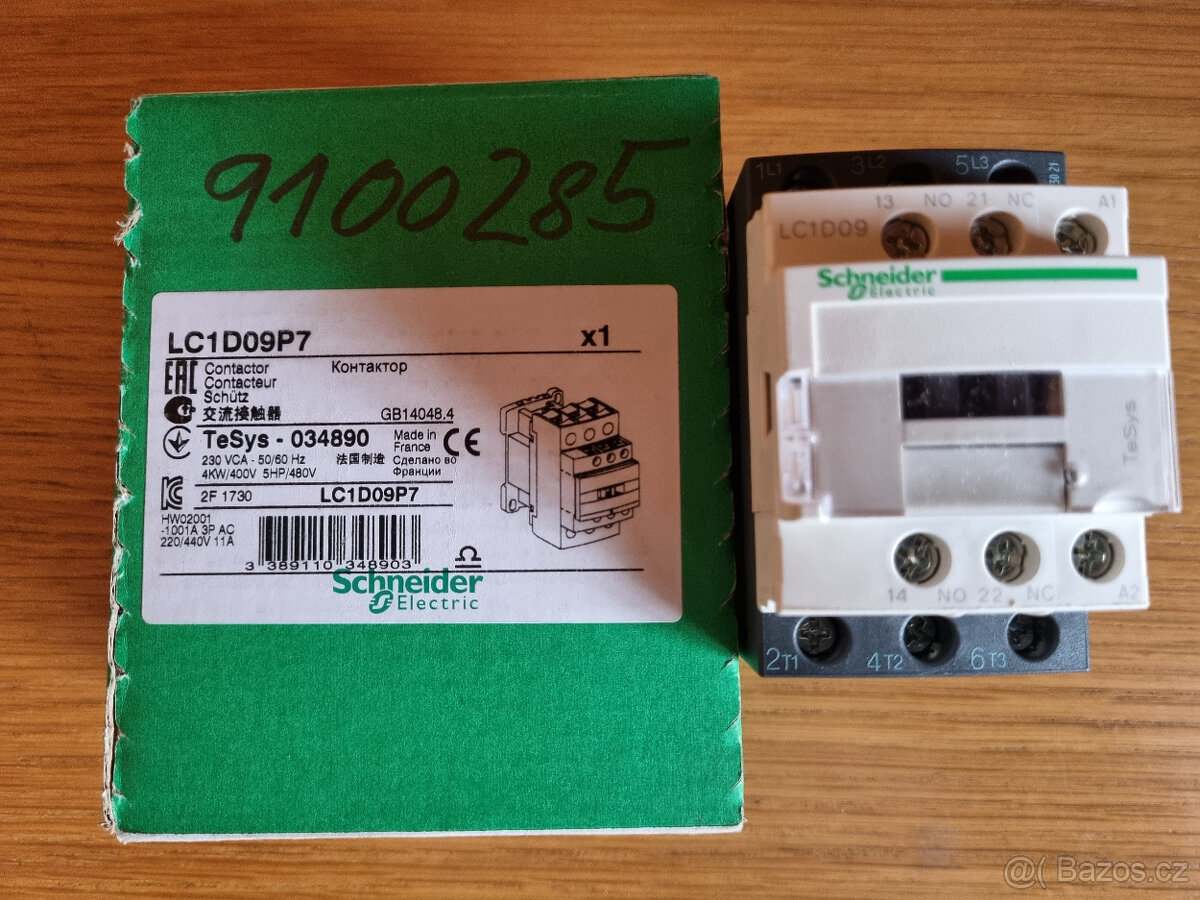 9100285
LC1D09P7 x1
EAC
Contactor Контактор
Contacteur
Schütz
交流接触器 GB14048.4
TeSys - 034890 Made in France CE
230 VCA - 50/60 Hz 法国制造 Сделано во Франции
4KW/400V 5HP/480V
2F 1730 LC1D09P7
HW02001
-1001A 3P AC
220/440V 11A
3 389110 348903
Schneider
Electric
1L1 3L2 5L3
13 NO 21 NC A1
LC1D09
Schneider
Electric
TeSys
14 NO 22 NC A2
2T1 4T2 6T3
@( Bazos.cz